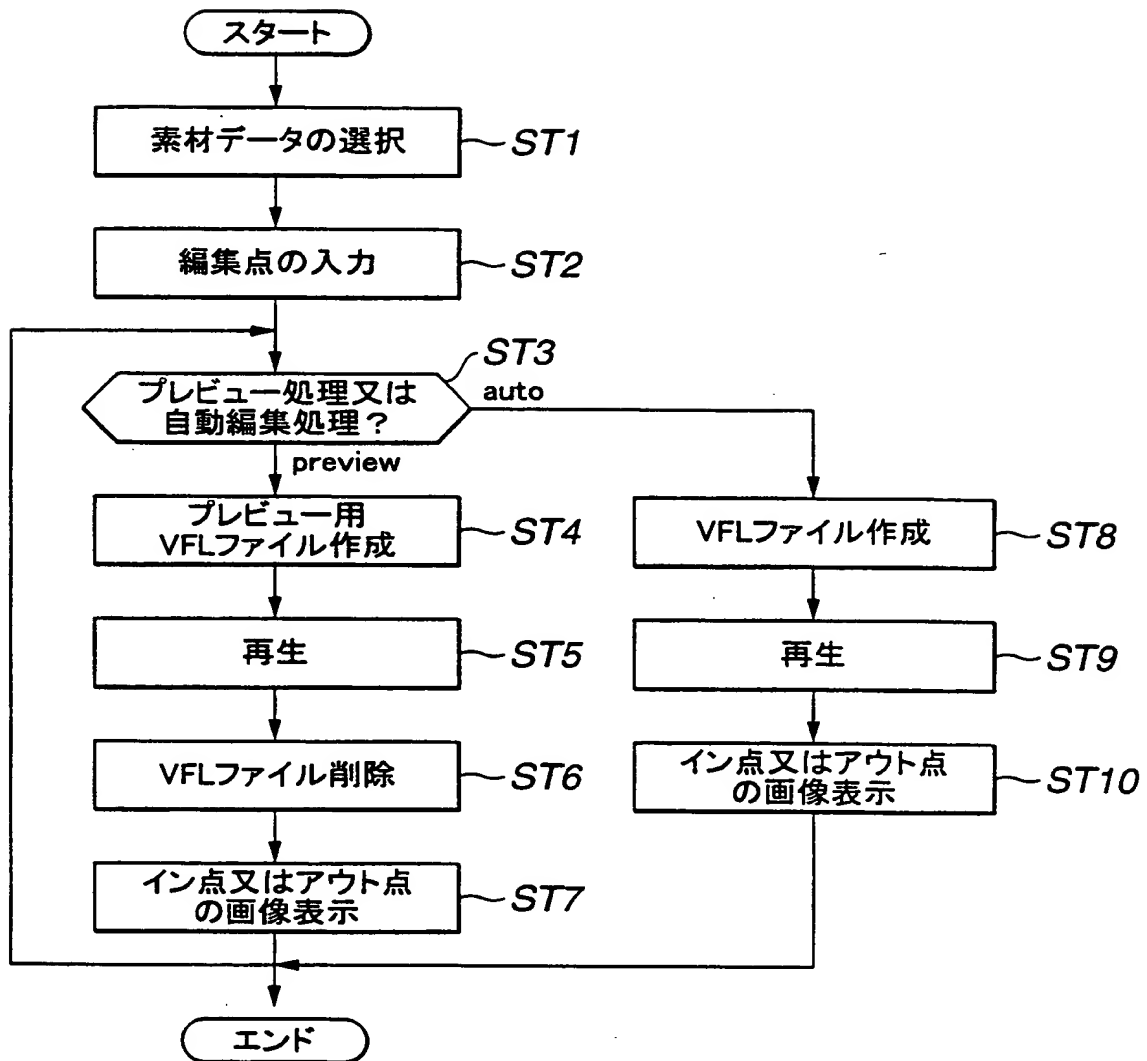 スタート
素材データの選択
ST1
編集点の入力
ST2
ST3
プレビュー処理又は
自動編集処理？
auto
preview
プレビュー用
VFLファイル作成
ST4
再生
ST5
VFLファイル削除
ST6
イン点又はアウト点
の画像表示
ST7
VFLファイル作成
ST8
再生
ST9
イン点又はアウト点
の画像表示
ST10
エンド